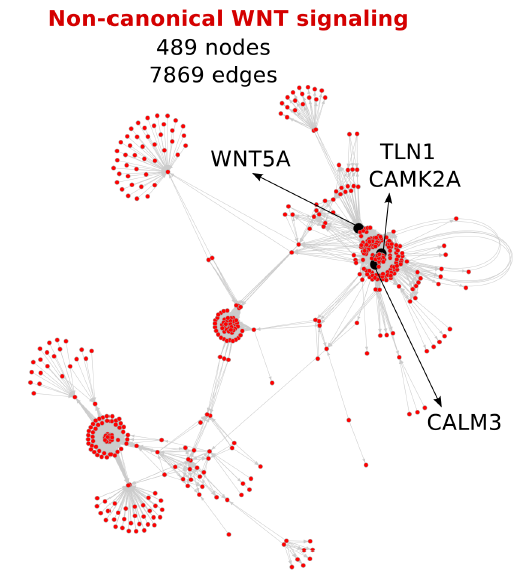 Non-canonical WNT signaling
489 nodes
7869 edges
WNT5A
TLN1
CAMK2A
CALM3